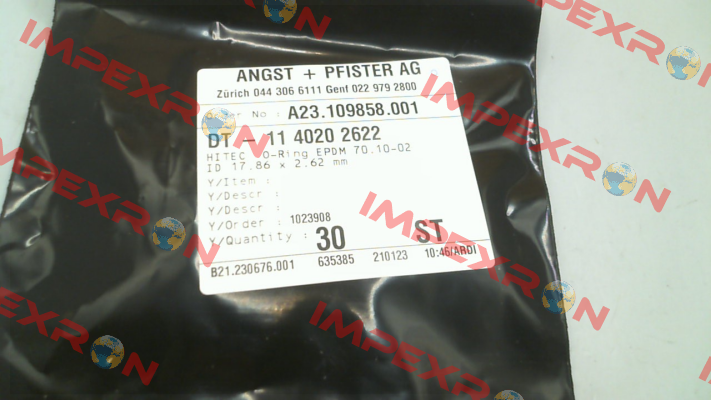 IMPEXRON
IMPEXRON
ANGST + PFISTER AG
Zürich 044 306 6111 Genf 022 979 2800
No : A23.109858.001
DT - 11 4020 2622
HITEC O-Ring EPDM 70.10-02
ID 17.86 x 2.62 mm
Y/Item :
Y/Descr :
Y/Descr :
Y/Order : 1023908
Y/Quantity : 30 ST
B21.230676.001 635385 210123 10:46/ARDI
IMPEXRON
IMPEXRON
IMPEXRON